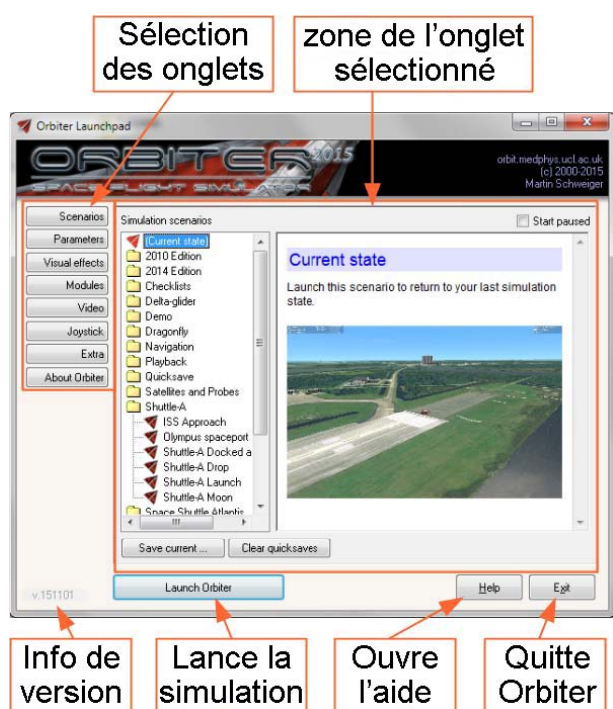 Sélection
des onglets
zone de l'onglet
sélectionné
Orbiter Launchpad
ORBITER 2015
SPACE FLIGHT SIMULATOR
orbit.medphys.ucl.ac.uk
(c) 2000-2015
Martin Schweiger
Scenarios
Parameters
Visual effects
Modules
Video
Joystick
Extra
About Orbiter
Simulation scenarios
Start paused
(Current state)
2010 Edition
2014 Edition
Checklists
Delta-glider
Demo
Dragonfly
Navigation
Playback
Quicksave
Satellites and Probes
Shuttle-A
ISS Approach
Olympus spaceport
Shuttle-A Docked a
Shuttle-A Drop
Shuttle-A Launch
Shuttle-A Moon
Space Shuttle Atlantis
Current state
Launch this scenario to return to your last simulation
state.
Save current ...
Clear quicksaves
v.151101
Launch Orbiter
Help
Exit
Info de
version
Lance la
simulation
Ouvre
l'aide
Quitte
Orbiter